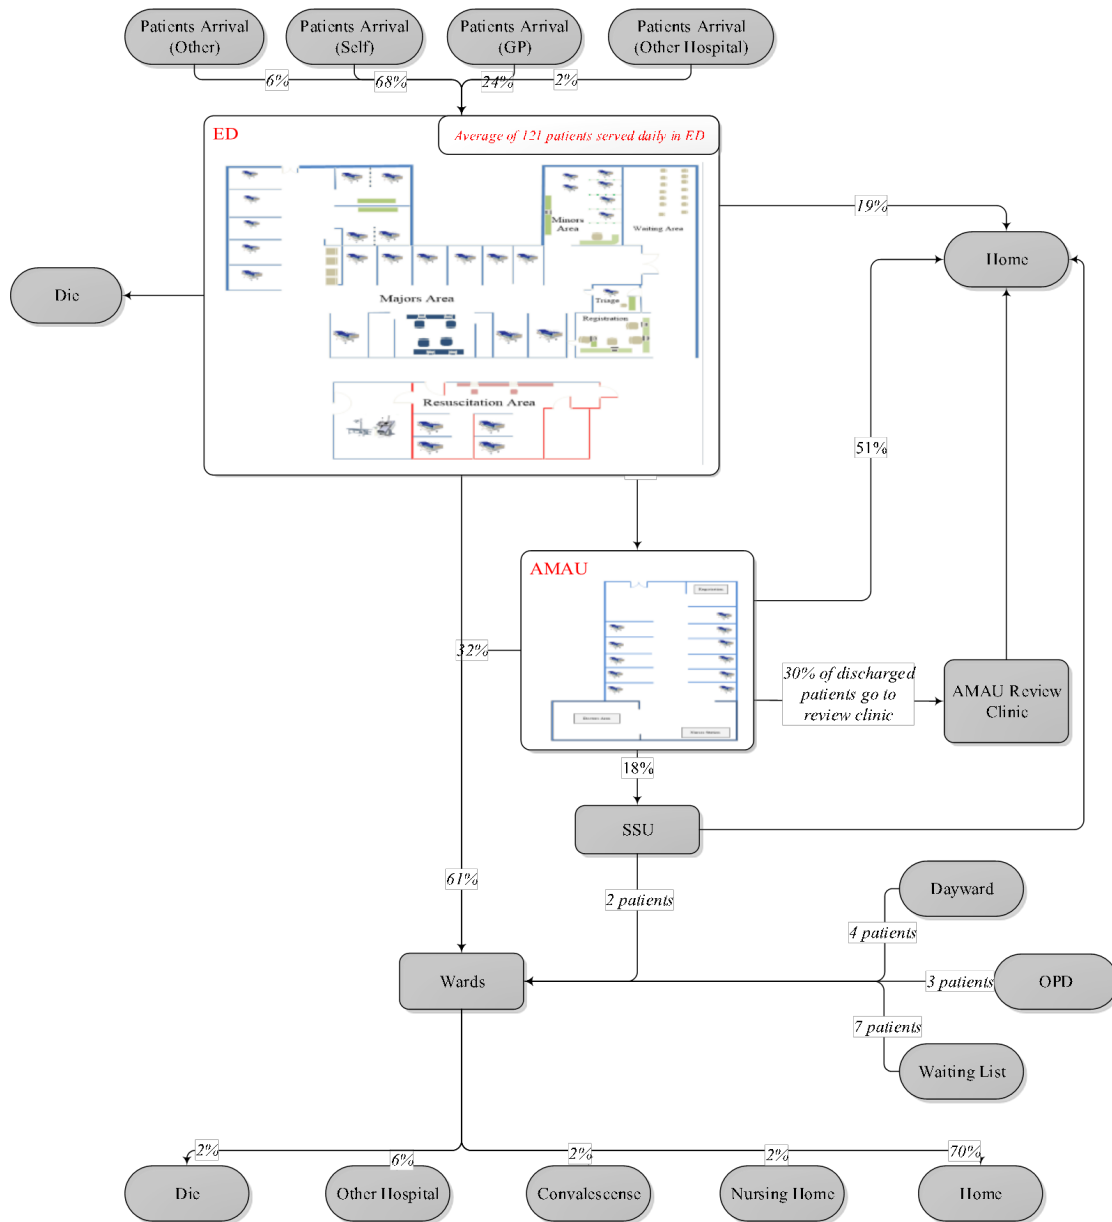 Patients Arrival
(Other)
Patients Arrival
(Self)
Patients Arrival
(GP)
Patients Arrival
(Other Hospital)
6%
68%
24%
2%
ED
Average of 121 patients served daily in ED
Minors
Area
Waiting Area
19%
Home
Die
Majors Area
Triage
Registration
Resuscitation Area
51%
AMAU
Registration
32%
30% of discharged
patients go to
review clinic
AMAU Review
Clinic
18%
SSU
61%
2 patients
Dayward
4 patients
Wards
3 patients
OPD
7 patients
Waiting List
2%
6%
2%
2%
70%
Die
Other Hospital
Convalescense
Nursing Home
Home